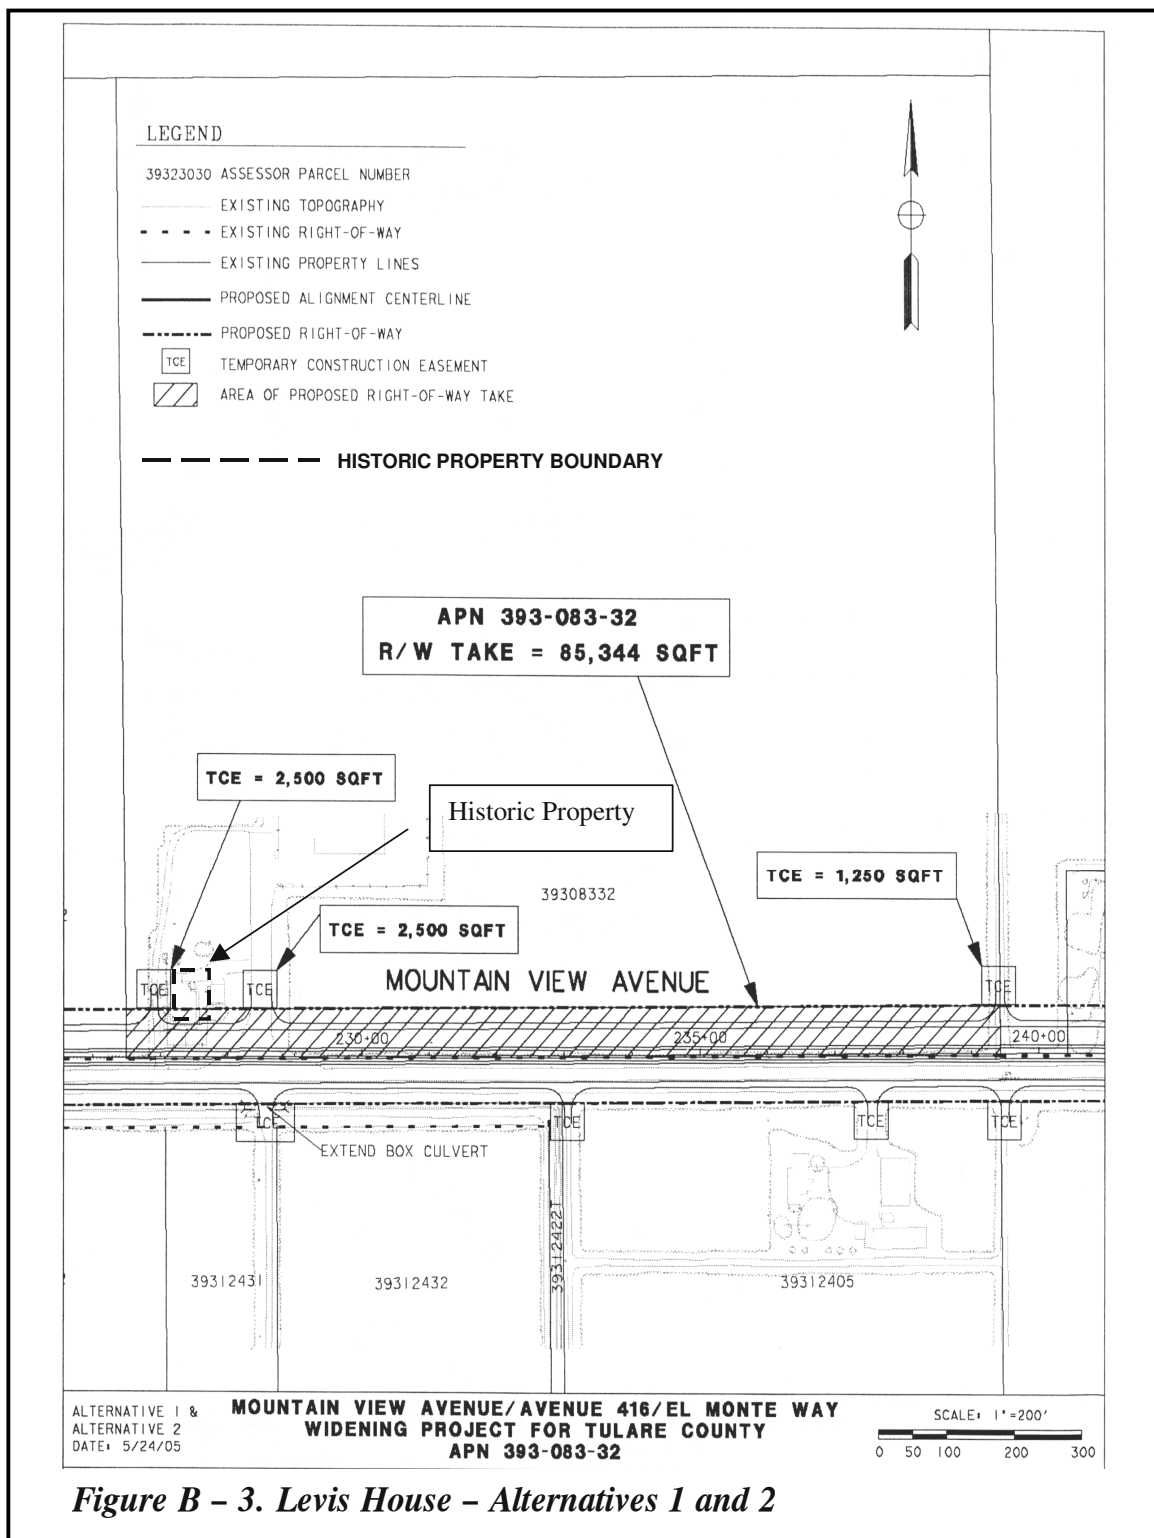 LEGEND
39323030 ASSESSOR PARCEL NUMBER
EXISTING TOPOGRAPHY
EXISTING RIGHT-OF-WAY
EXISTING PROPERTY LINES
PROPOSED ALIGNMENT CENTERLINE
PROPOSED RIGHT-OF-WAY
TCE TEMPORARY CONSTRUCTION EASEMENT
AREA OF PROPOSED RIGHT-OF-WAY TAKE
HISTORIC PROPERTY BOUNDARY
APN 393-083-32
R/W TAKE = 85,344 SQFT
TCE = 2,500 SQFT
Historic Property
TCE = 1,250 SQFT
39308332
TCE = 2,500 SQFT
MOUNTAIN VIEW AVENUE
TCE
TCE
TCE
230+00
235+00
240+00
TCE
TCE
TCE
TCE
EXTEND BOX CULVERT
39312422T
39312431
39312432
39312405
ALTERNATIVE 1 &
ALTERNATIVE 2
DATE: 5/24/05
MOUNTAIN VIEW AVENUE/AVENUE 416/EL MONTE WAY
WIDENING PROJECT FOR TULARE COUNTY
APN 393-083-32
SCALE: 1"=200'
0 50 100 200 300
Figure B – 3. Levis House – Alternatives 1 and 2